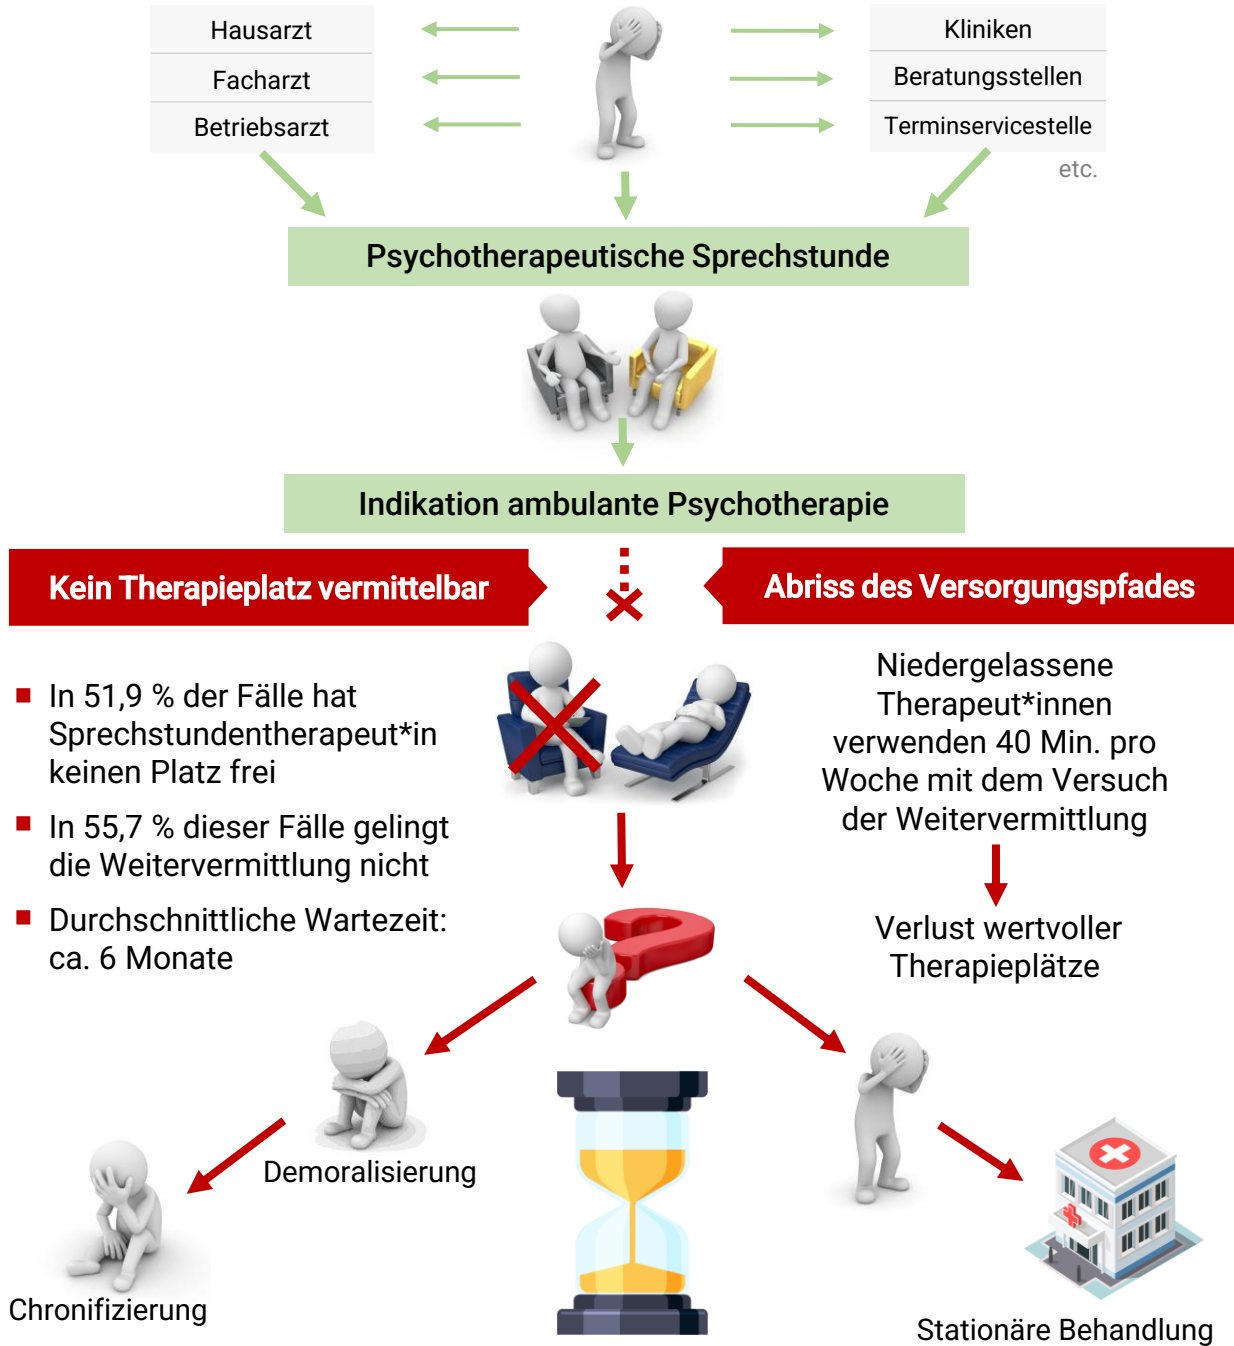 Hausarzt
Facharzt
Betriebsarzt
Kliniken
Beratungsstellen
Terminservicestelle
etc.
Psychotherapeutische Sprechstunde
Indikation ambulante Psychotherapie
Kein Therapieplatz vermittelbar
Abriss des Versorgungspfades
In 51,9 % der Fälle hat
Sprechstundentherapeut*in
keinen Platz frei
In 55,7 % dieser Fälle gelingt
die Weitervermittlung nicht
Durchschnittliche Wartezeit:
ca. 6 Monate
Niedergelassene
Therapeut*innen
verwenden 40 Min. pro
Woche mit dem Versuch
der Weitervermittlung
Verlust wertvoller
Therapieplätze
Demoralisierung
Chronifizierung
Stationäre Behandlung